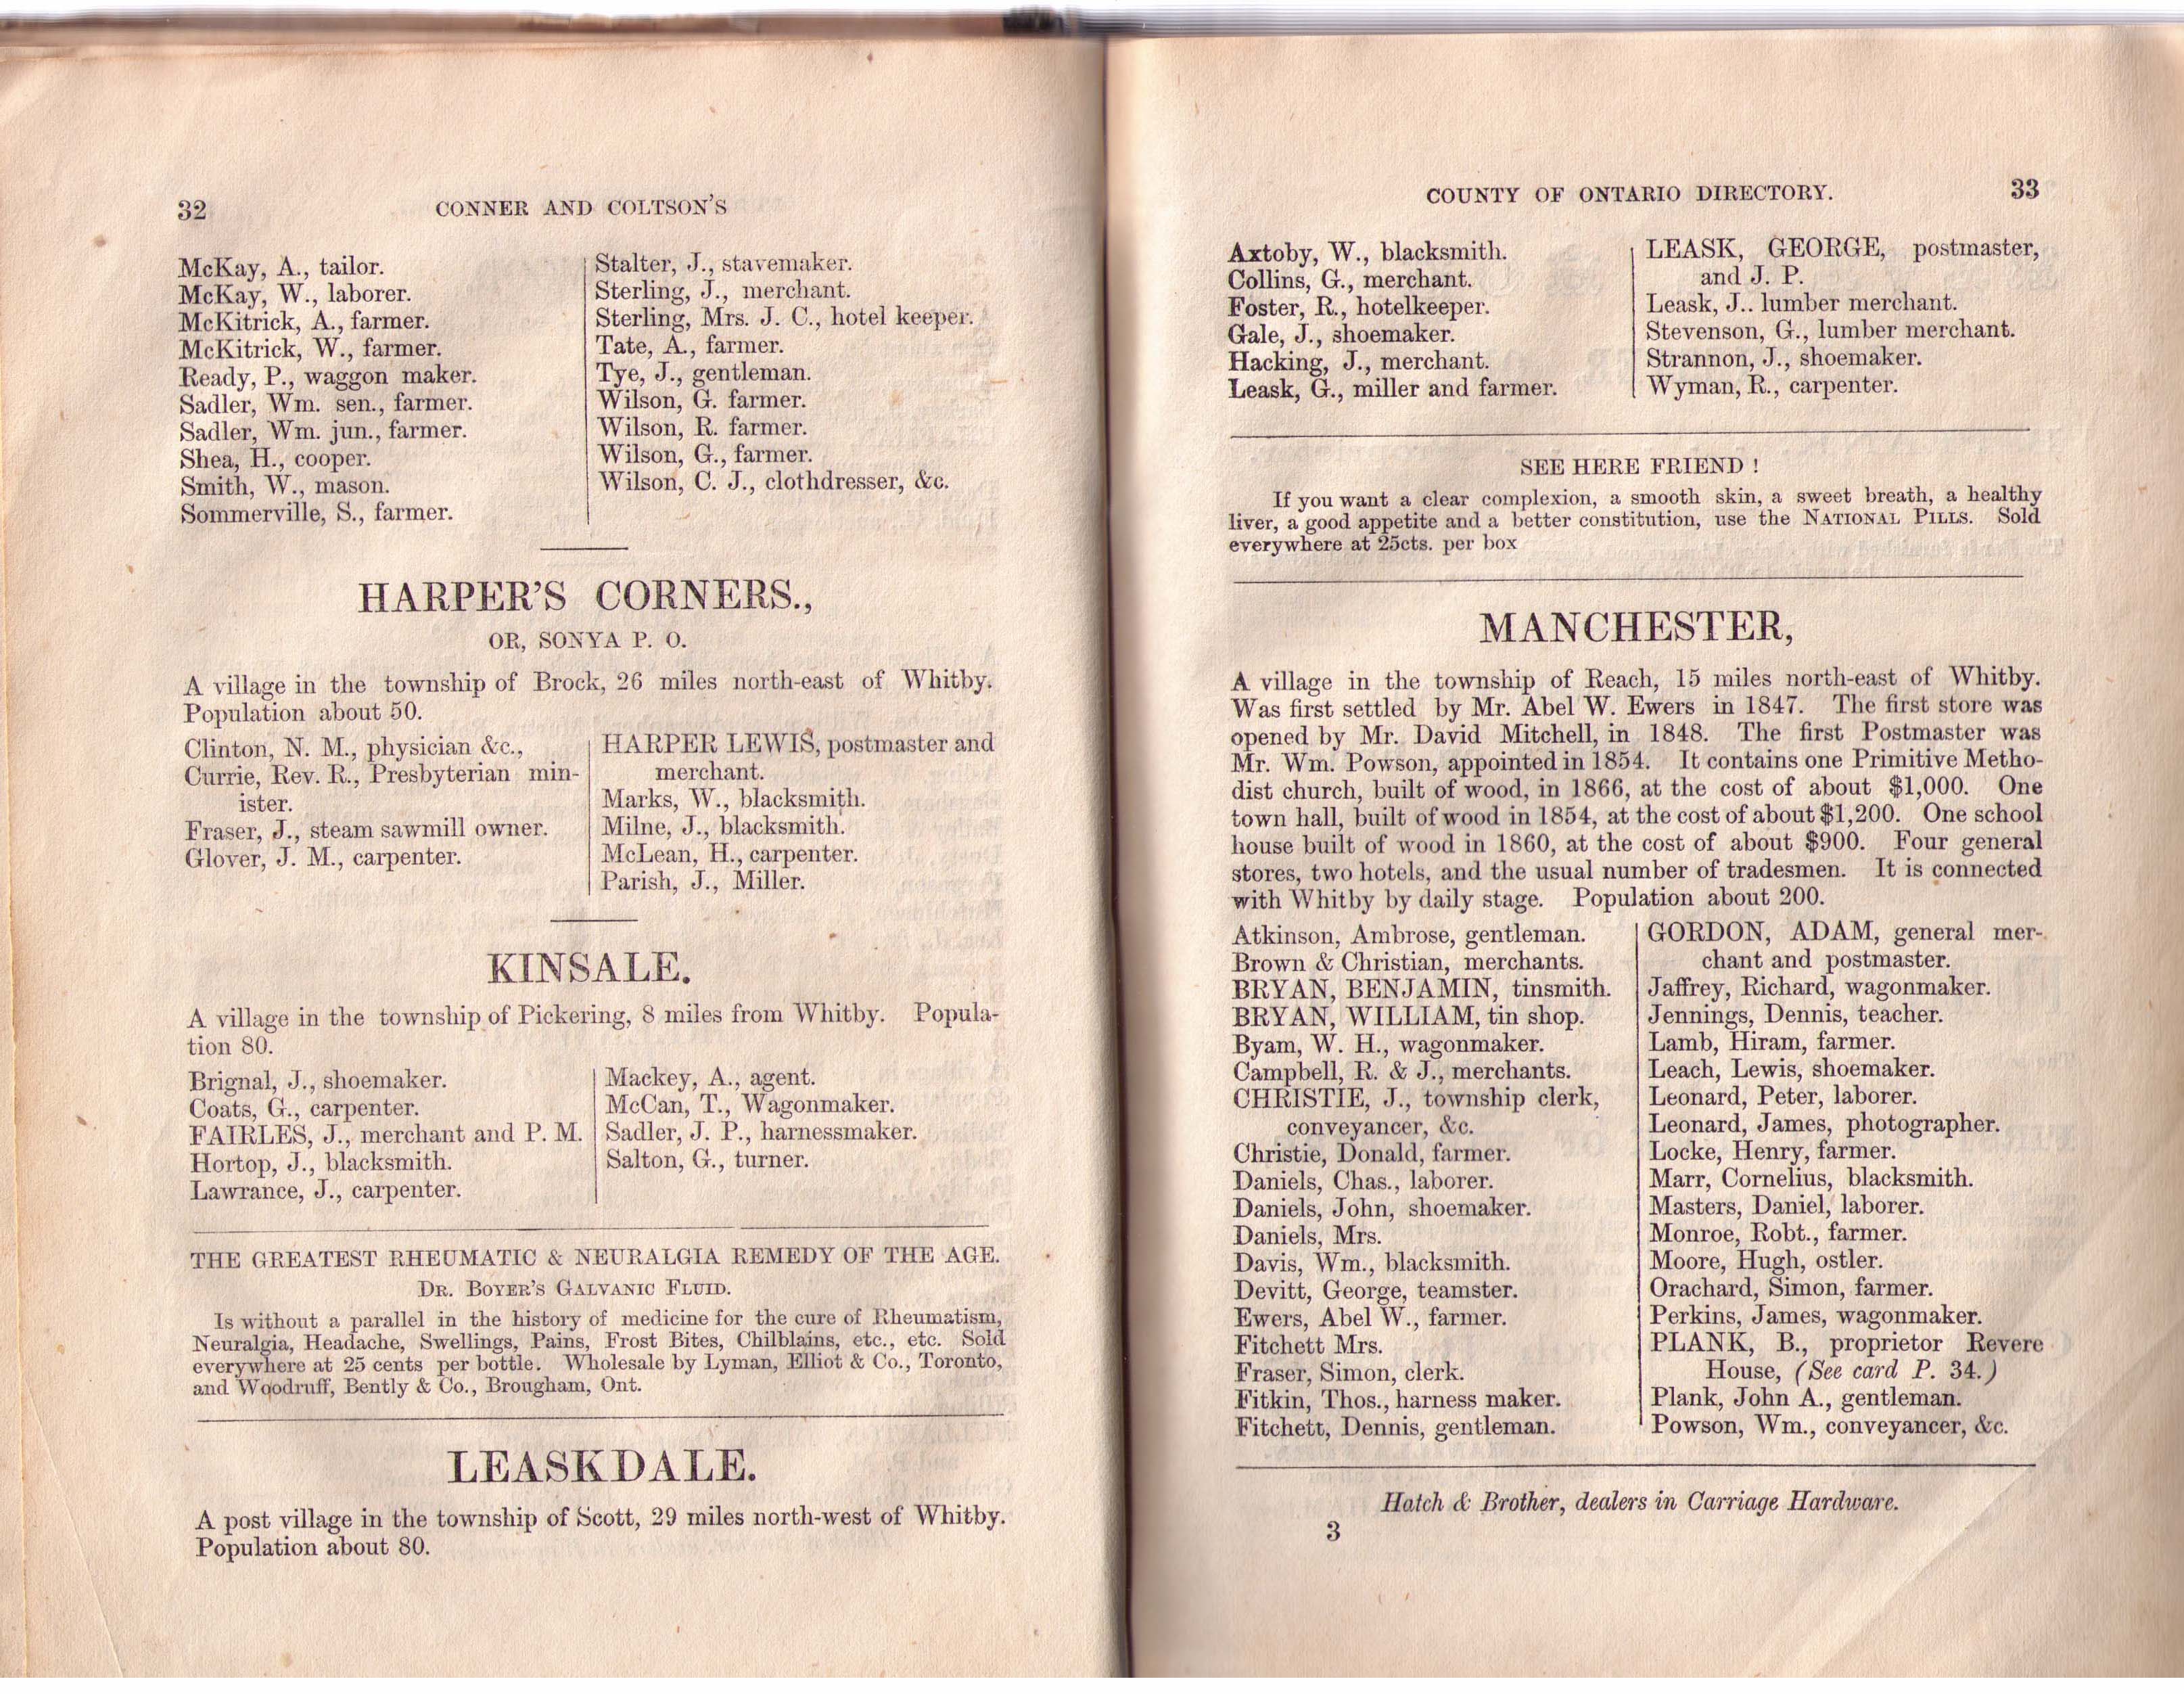 32
CONNER AND COLTSON'S
McKay, A., tailor.
McKay, W., laborer.
McKitrick, A., farmer.
McKitrick, W., farmer.
Ready, P., waggon maker.
Sadler, Wm. sen., farmer.
Sadler, Wm. jun., farmer.
Shea, H., cooper.
Smith, W., mason.
Sommerville, S., farmer.
Stalter, J., stavemaker.
Sterling, J., merchant.
Sterling, Mrs. J. C., hotel keeper.
Tate, A., farmer.
Tye, J., gentleman.
Wilson, G. farmer.
Wilson, R. farmer.
Wilson, G., farmer.
Wilson, C. J., clothdresser, &c.
HARPER'S CORNERS.,
OR, SONYA P. O.
A village in the township of Brock, 26 miles north-east of Whitby.
Population about 50.
Clinton, N. M., physician &c.,
Currie, Rev. R., Presbyterian min-
ister.
Fraser, J., steam sawmill owner.
Glover, J. M., carpenter.
HARPER LEWIS, postmaster and
merchant.
Marks, W., blacksmith.
Milne, J., blacksmith.
McLean, H., carpenter.
Parish, J., Miller.
KINSALE.
A village in the township of Pickering, 8 miles from Whitby. Popula-
tion 80.
Brignal, J., shoemaker.
Coats, G., carpenter.
FAIRLES, J., merchant and P. M.
Hortop, J., blacksmith.
Lawrance, J., carpenter.
Mackey, A., agent.
McCan, T., Wagonmaker.
Sadler, J. P., harnessmaker.
Salton, G., turner.
THE GREATEST RHEUMATIC & NEURALGIA REMEDY OF THE AGE.
DR. BOYER'S GALVANIC FLUID.
Is without a parallel in the history of medicine for the cure of Rheumatism,
Neuralgia, Headache, Swellings, Pains, Frost Bites, Chilblains, etc., etc. Sold
everywhere at 25 cents per bottle. Wholesale by Lyman, Elliot & Co., Toronto,
and Woodruff, Bently & Co., Brougham, Ont.
LEASKDALE.
A post village in the township of Scott, 29 miles north-west of Whitby.
Population about 80.
COUNTY OF ONTARIO DIRECTORY.
33
Axtoby, W., blacksmith.
Collins, G., merchant.
Foster, R., hotelkeeper.
Gale, J., shoemaker.
Hacking, J., merchant.
Leask, G., miller and farmer.
LEASK, GEORGE, postmaster,
and J. P.
Leask, J.. lumber merchant.
Stevenson, G., lumber merchant.
Strannon, J., shoemaker.
Wyman, R., carpenter.
SEE HERE FRIEND !
If you want a clear complexion, a smooth skin, a sweet breath, a healthy
liver, a good appetite and a better constitution, use the NATIONAL PILLS. Sold
everywhere at 25cts. per box
MANCHESTER,
A village in the township of Reach, 15 miles north-east of Whitby.
Was first settled by Mr. Abel W. Ewers in 1847. The first store was
opened by Mr. David Mitchell, in 1848. The first Postmaster was
Mr. Wm. Powson, appointed in 1854. It contains one Primitive Metho-
dist church, built of wood, in 1866, at the cost of about $1,000. One
town hall, built of wood in 1854, at the cost of about $1,200. One school
house built of wood in 1860, at the cost of about $900. Four general
stores, two hotels, and the usual number of tradesmen. It is connected
with Whitby by daily stage. Population about 200.
Atkinson, Ambrose, gentleman.
Brown & Christian, merchants.
BRYAN, BENJAMIN, tinsmith.
BRYAN, WILLIAM, tin shop.
Byam, W. H., wagonmaker.
Campbell, R. & J., merchants.
CHRISTIE, J., township clerk,
conveyancer, &c.
Christie, Donald, farmer.
Daniels, Chas., laborer.
Daniels, John, shoemaker.
Daniels, Mrs.
Davis, Wm., blacksmith.
Devitt, George, teamster.
Ewers, Abel W., farmer.
Fitchett Mrs.
Fraser, Simon, clerk.
Fitkin, Thos., harness maker.
Fitchett, Dennis, gentleman.
GORDON, ADAM, general mer-
chant and postmaster.
Jaffrey, Richard, wagonmaker.
Jennings, Dennis, teacher.
Lamb, Hiram, farmer.
Leach, Lewis, shoemaker.
Leonard, Peter, laborer.
Leonard, James, photographer.
Locke, Henry, farmer.
Marr, Cornelius, blacksmith.
Masters, Daniel, laborer.
Monroe, Robt., farmer.
Moore, Hugh, ostler.
Orachard, Simon, farmer.
Perkins, James, wagonmaker.
PLANK, B., proprietor Revere
House, (See card P. 34.)
Plank, John A., gentleman.
Powson, Wm., conveyancer, &c.
Hatch & Brother, dealers in Carriage Hardware.
3